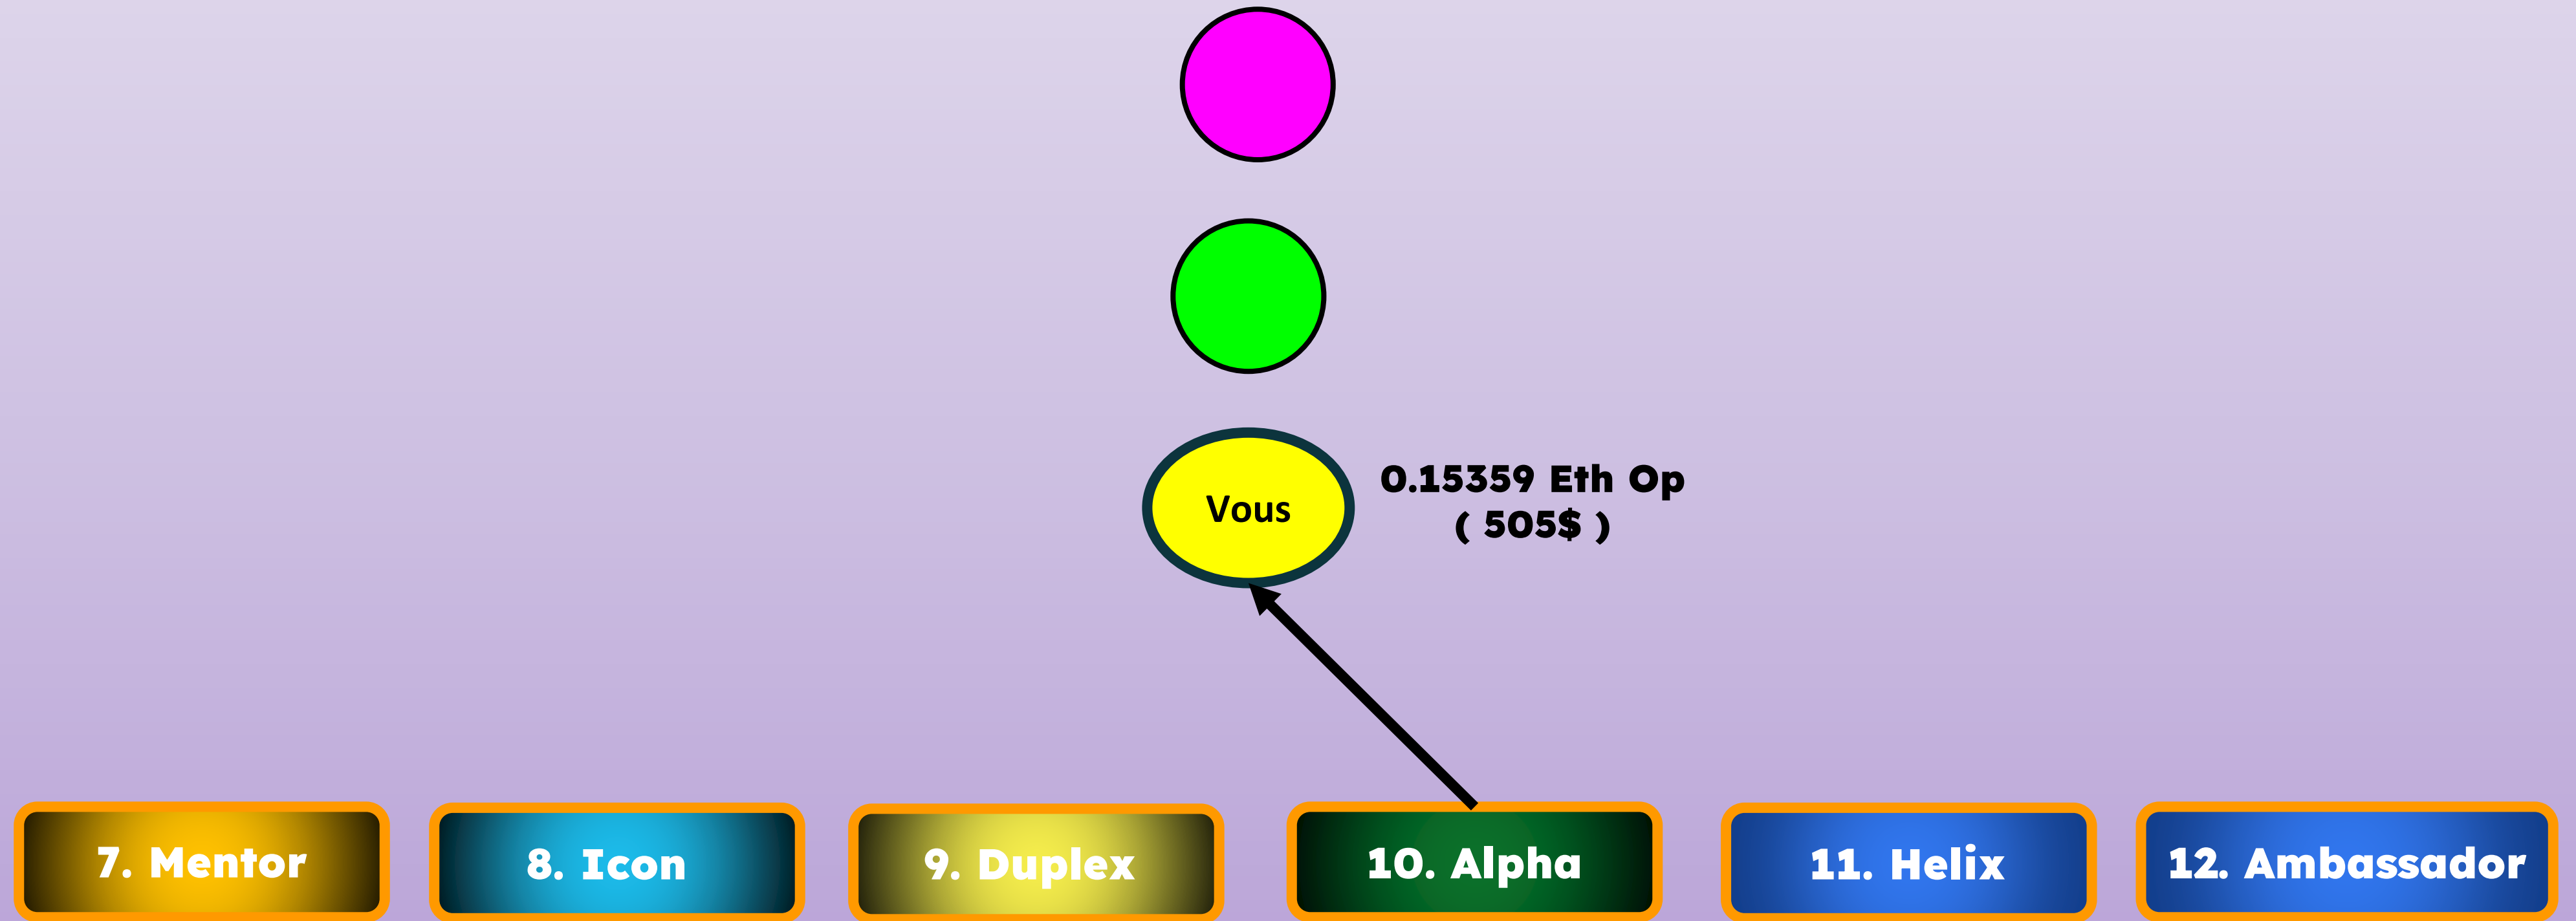 Vous
0.15359 Eth Op
( 505$ )
7. Mentor
8. Icon
9. Duplex
10. Alpha
11. Helix
12. Ambassador